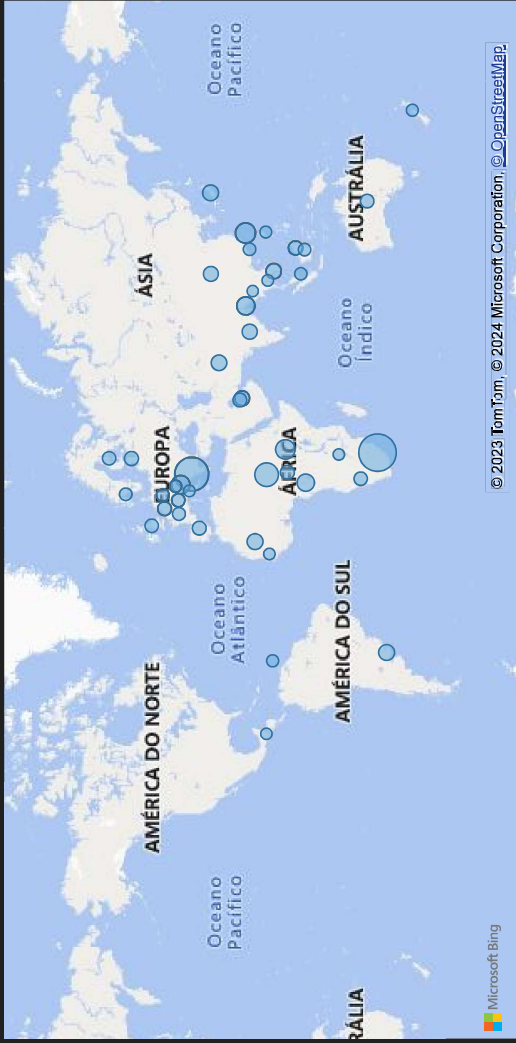 AMÉRICA DO NORTE
EUROPA
ÁSIA
Oceano
Pacífico
Oceano
Atlântico
Oceano
Pacífico
ÁFRICA
AMÉRICA DO SUL
Oceano
Índico
RÁLIA
AUSTRÁLIA
Microsoft Bing
© 2023 TomTom, © 2024 Microsoft Corporation, © OpenStreetMap